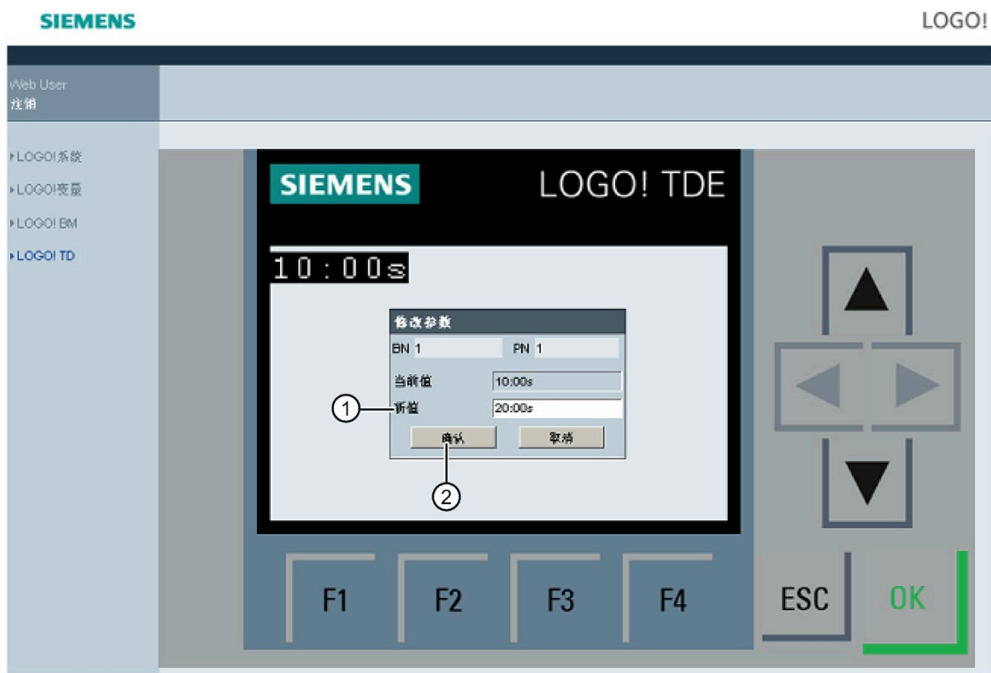 SIEMENS
LOGO!
Web User
注销
LOGO!系统
LOGO!变量
LOGO! BM
LOGO! TD
SIEMENS
LOGO! TDE
10:00s
修改参数
BN 1 PN 1
当前值 10:00s
1 新值 20:00s
确认 取消
2
F1 F2 F3 F4 ESC OK